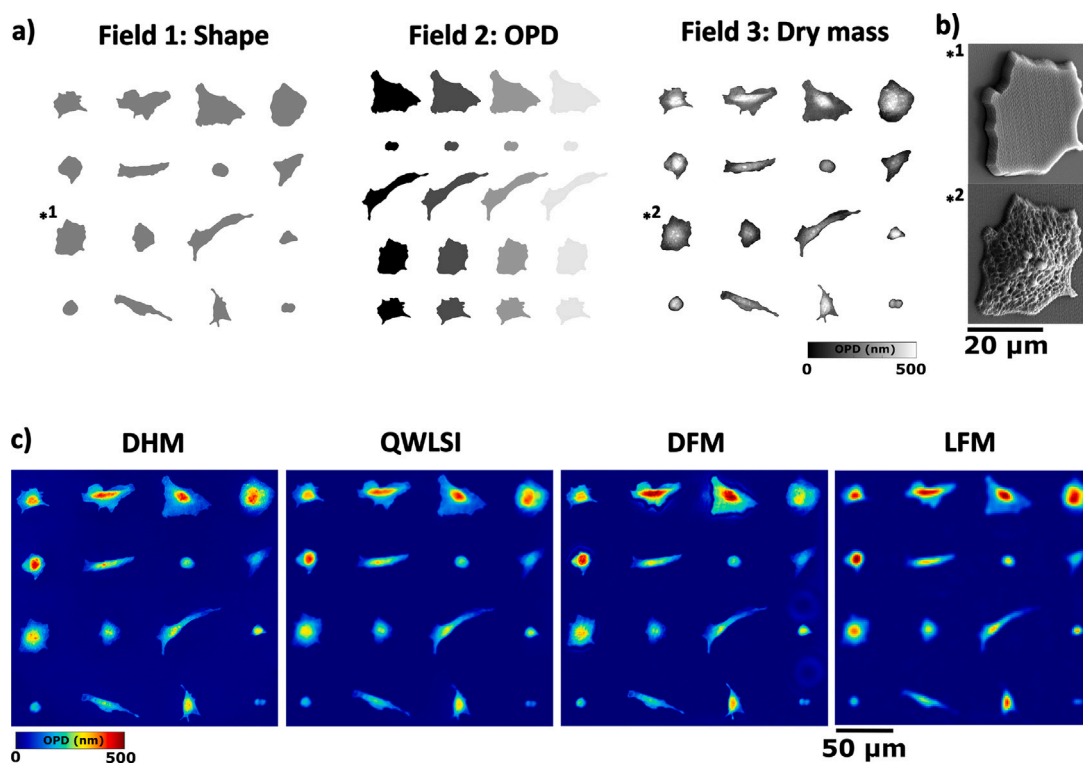 a)
Field 1: Shape
Field 2: OPD
Field 3: Dry mass
b)
*1
*1
*2
*2
OPD (nm)
0
500
20 µm
c)
DHM
QWLSI
DFM
LFM
OPD (nm)
0
500
50 µm